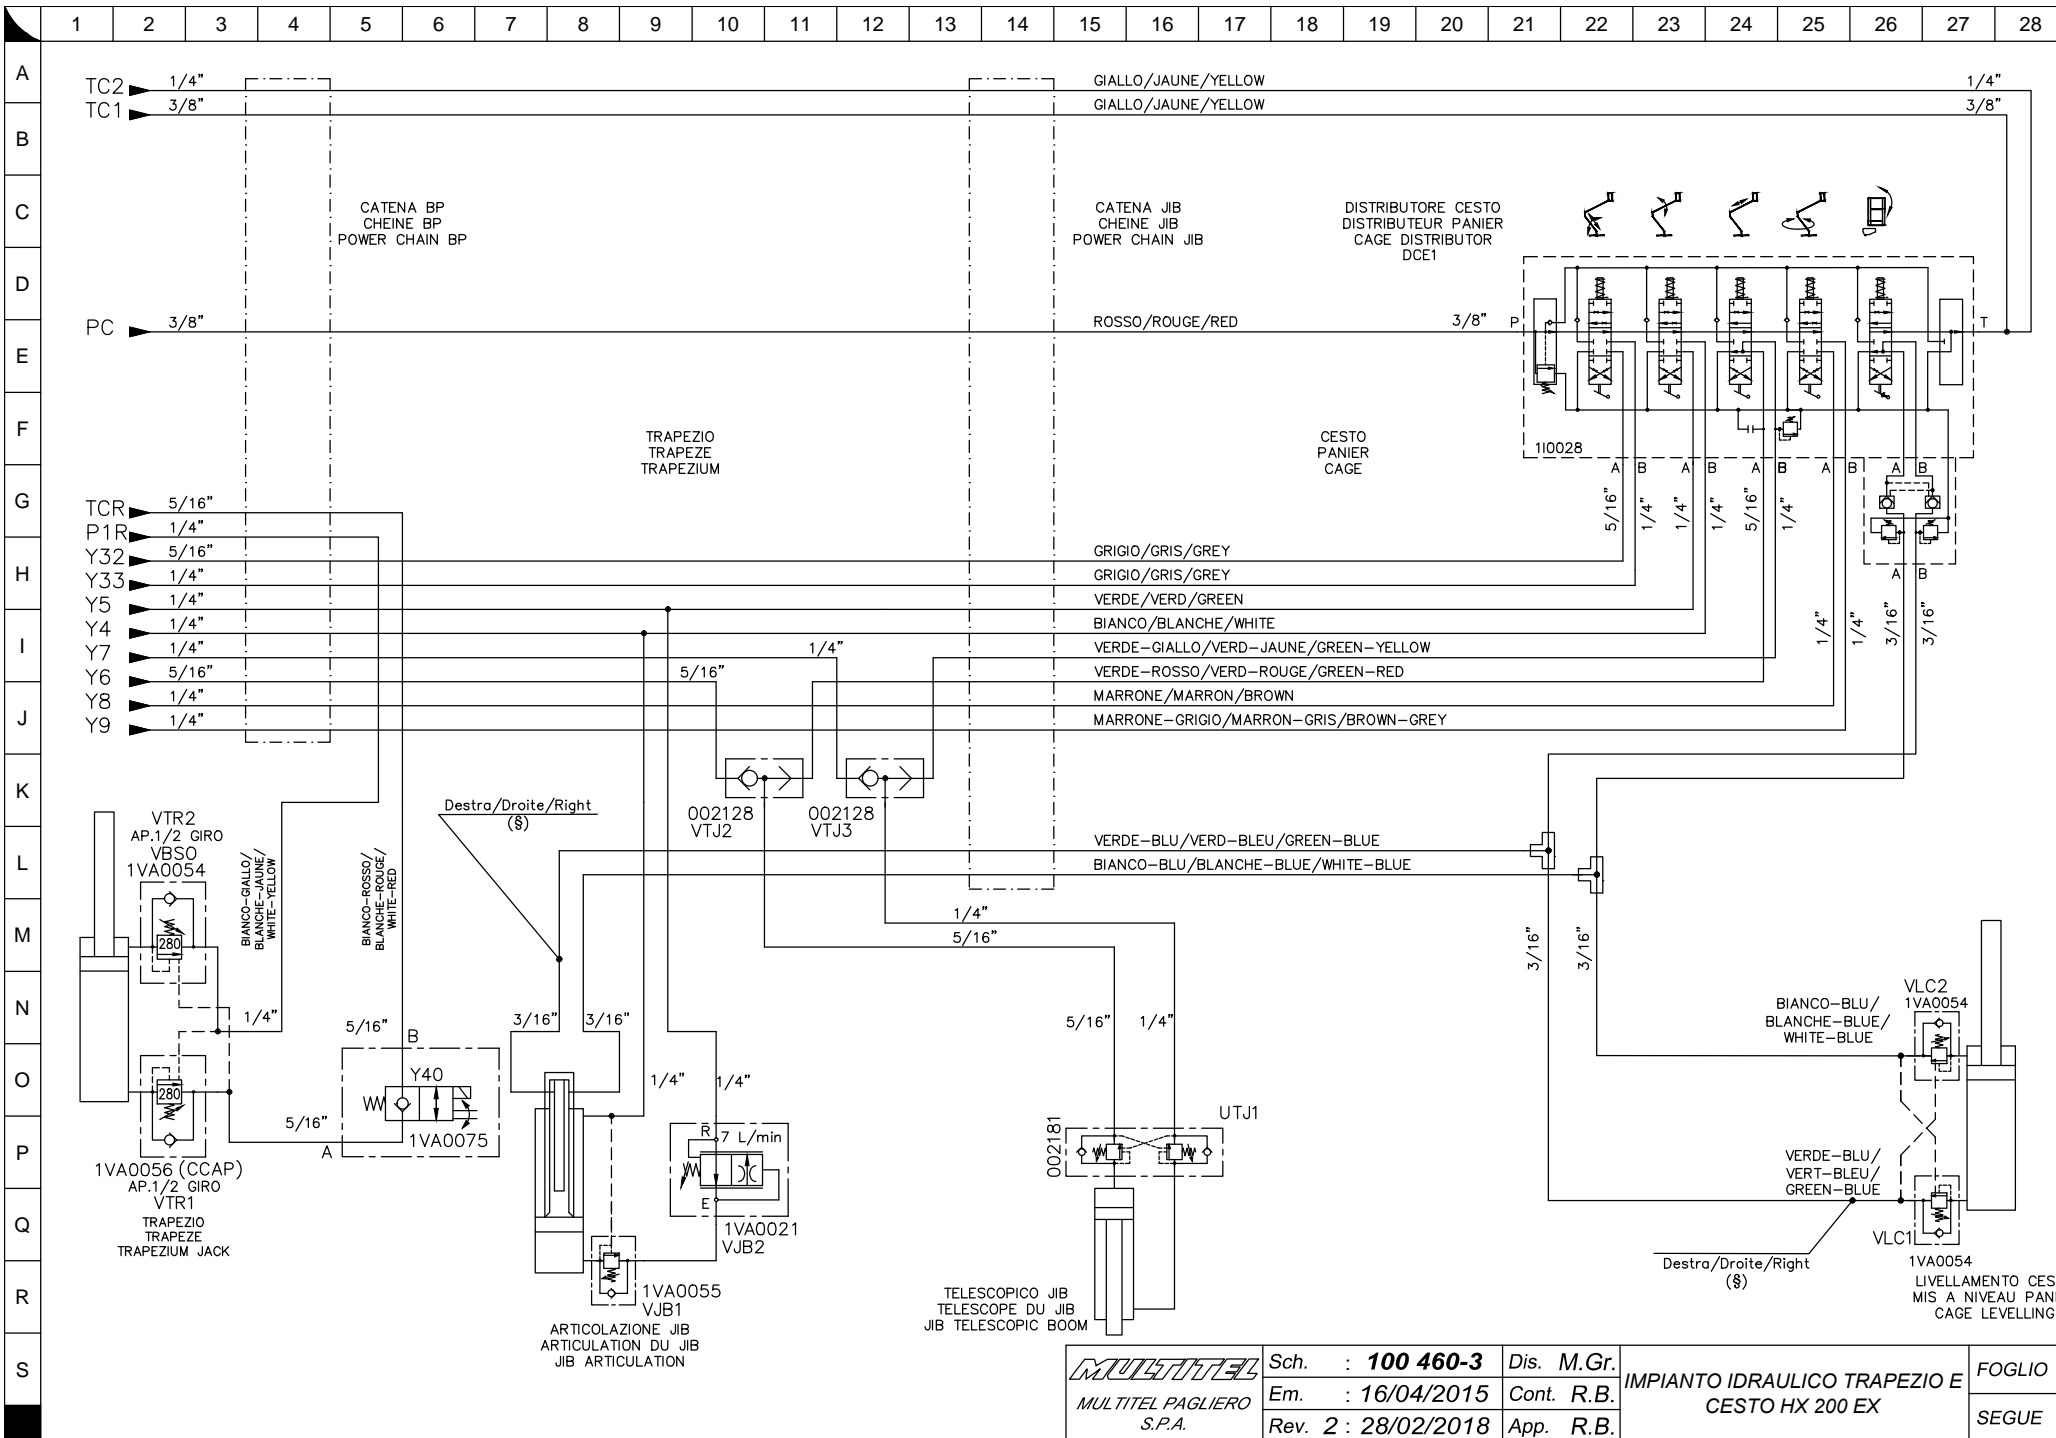 1 2 3 4 5 6 7 8 9 10 11 12 13 14 15 16 17 18 19 20 21 22 23 24 25 26 27 28
A
B
C
D
E
F
G
H
I
J
K
L
M
N
O
P
Q
R
S
TC2 1/4" GIALLO/JAUNE/YELLOW 1/4"
TC1 3/8" GIALLO/JAUNE/YELLOW 3/8"
CATENA BP
CHEINE BP
POWER CHAIN BP
CATENA JIB
CHEINE JIB
POWER CHAIN JIB
DISTRIBUTORE CESTO
DISTRIBUTEUR PANIER
CAGE DISTRIBUTOR
DCE1
PC 3/8" ROSSO/ROUGE/RED 3/8" P T
TRAPEZIO
TRAPEZE
TRAPEZIUM
CESTO
PANIER
CAGE
1I0028
A B A B A B A B A B
5/16" 1/4" 1/4" 1/4" 5/16" 1/4"
A B
1/4" 1/4" 3/16" 3/16"
TCR 5/16"
P1R 1/4"
Y32 5/16" GRIGIO/GRIS/GREY
Y33 1/4" GRIGIO/GRIS/GREY
Y5 1/4" VERDE/VERD/GREEN
Y4 1/4" BIANCO/BLANCHE/WHITE
Y7 1/4" 1/4" VERDE-GIALLO/VERD-JAUNE/GREEN-YELLOW
Y6 5/16" 5/16" VERDE-ROSSO/VERD-ROUGE/GREEN-RED
Y8 1/4" MARRONE/MARRON/BROWN
Y9 1/4" MARRONE-GRIGIO/MARRON-GRIS/BROWN-GREY
Destra/Droite/Right
(§)
002128
VTJ2
002128
VTJ3
VERDE-BLU/VERD-BLEU/GREEN-BLUE
BIANCO-BLU/BLANCHE-BLUE/WHITE-BLUE
VTR2
AP.1/2 GIRO
VBSO
1VA0054
280
BIANCO-GIALLO/
BLANCHE-JAUNE/
WHITE-YELLOW
BIANCO-ROSSO/
BLANCHE-ROUGE/
WHITE-RED
1/4"
280
5/16"
1VA0056 (CCAP)
AP.1/2 GIRO
VTR1
TRAPEZIO
TRAPEZE
TRAPEZIUM JACK
5/16"
B
Y40
1VA0075
A
3/16" 3/16"
1/4" 1/4"
R 7 L/min
E
1VA0021
VJB2
1VA0055
VJB1
ARTICOLAZIONE JIB
ARTICULATION DU JIB
JIB ARTICULATION
1/4"
5/16"
5/16" 1/4"
UTJ1
002181
TELESCOPICO JIB
TELESCOPE DU JIB
JIB TELESCOPIC BOOM
3/16" 3/16"
VLC2
1VA0054
BIANCO-BLU/
BLANCHE-BLUE/
WHITE-BLUE
VERDE-BLU/
VERT-BLEU/
GREEN-BLUE
VLC1
1VA0054
Destra/Droite/Right
(§)
LIVELLAMENTO CES
MIS A NIVEAU PAN
CAGE LEVELLING
MULTITEL
MULTITEL PAGLIERO
S.P.A.
Sch. : 100 460-3 Dis. M.Gr.
Em. : 16/04/2015 Cont. R.B.
Rev. 2 : 28/02/2018 App. R.B.
IMPIANTO IDRAULICO TRAPEZIO E
CESTO HX 200 EX
FOGLIO
SEGUE